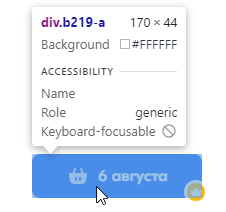 div.b219-a 170 × 44
Background #FFFFFF
ACCESSIBILITY
Name
Role generic
Keyboard-focusable
6 августа